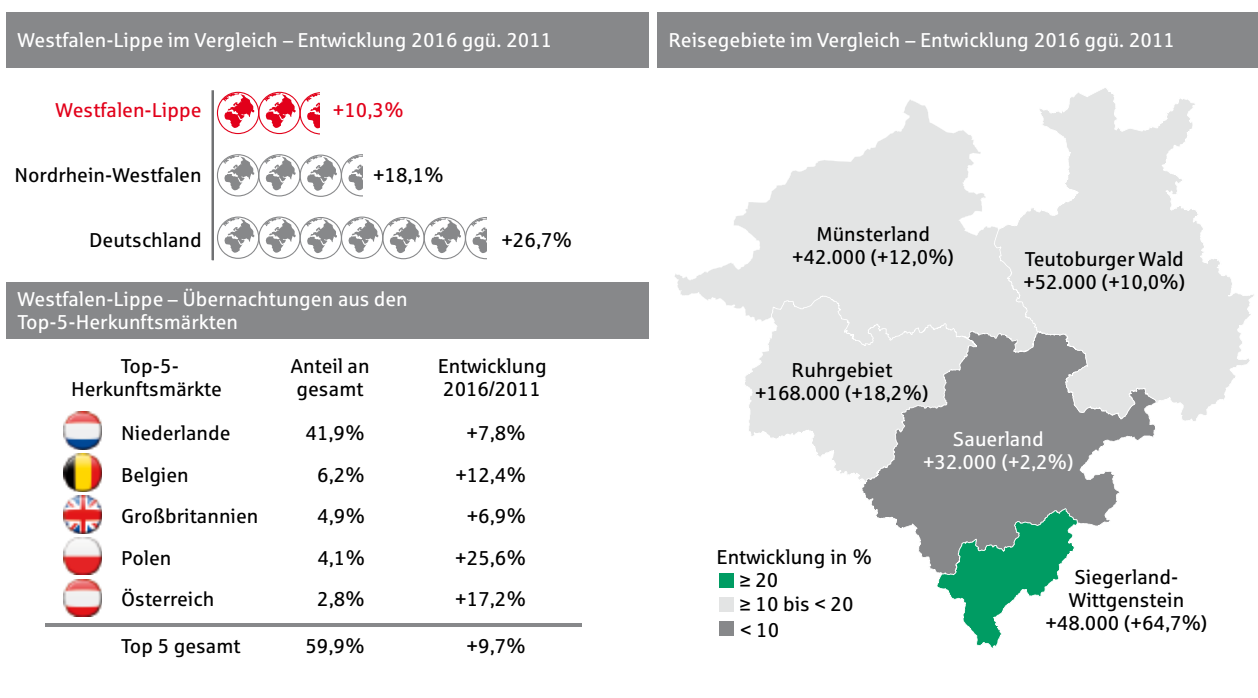 Westfalen-Lippe im Vergleich – Entwicklung 2016 ggü. 2011
Westfalen-Lippe +10,3%
Nordrhein-Westfalen +18,1%
Deutschland +26,7%
Westfalen-Lippe – Übernachtungen aus den
Top-5-Herkunftsmärkten
Top-5- Anteil an Entwicklung
Herkunftsmärkte gesamt 2016/2011
Niederlande 41,9% +7,8%
Belgien 6,2% +12,4%
Großbritannien 4,9% +6,9%
Polen 4,1% +25,6%
Österreich 2,8% +17,2%
Top 5 gesamt 59,9% +9,7%
Reisegebiete im Vergleich – Entwicklung 2016 ggü. 2011
Münsterland
+42.000 (+12,0%)
Teutoburger Wald
+52.000 (+10,0%)
Ruhrgebiet
+168.000 (+18,2%)
Sauerland
+32.000 (+2,2%)
Siegerland-
Wittgenstein
+48.000 (+64,7%)
Entwicklung in %
≥ 20
≥ 10 bis < 20
< 10